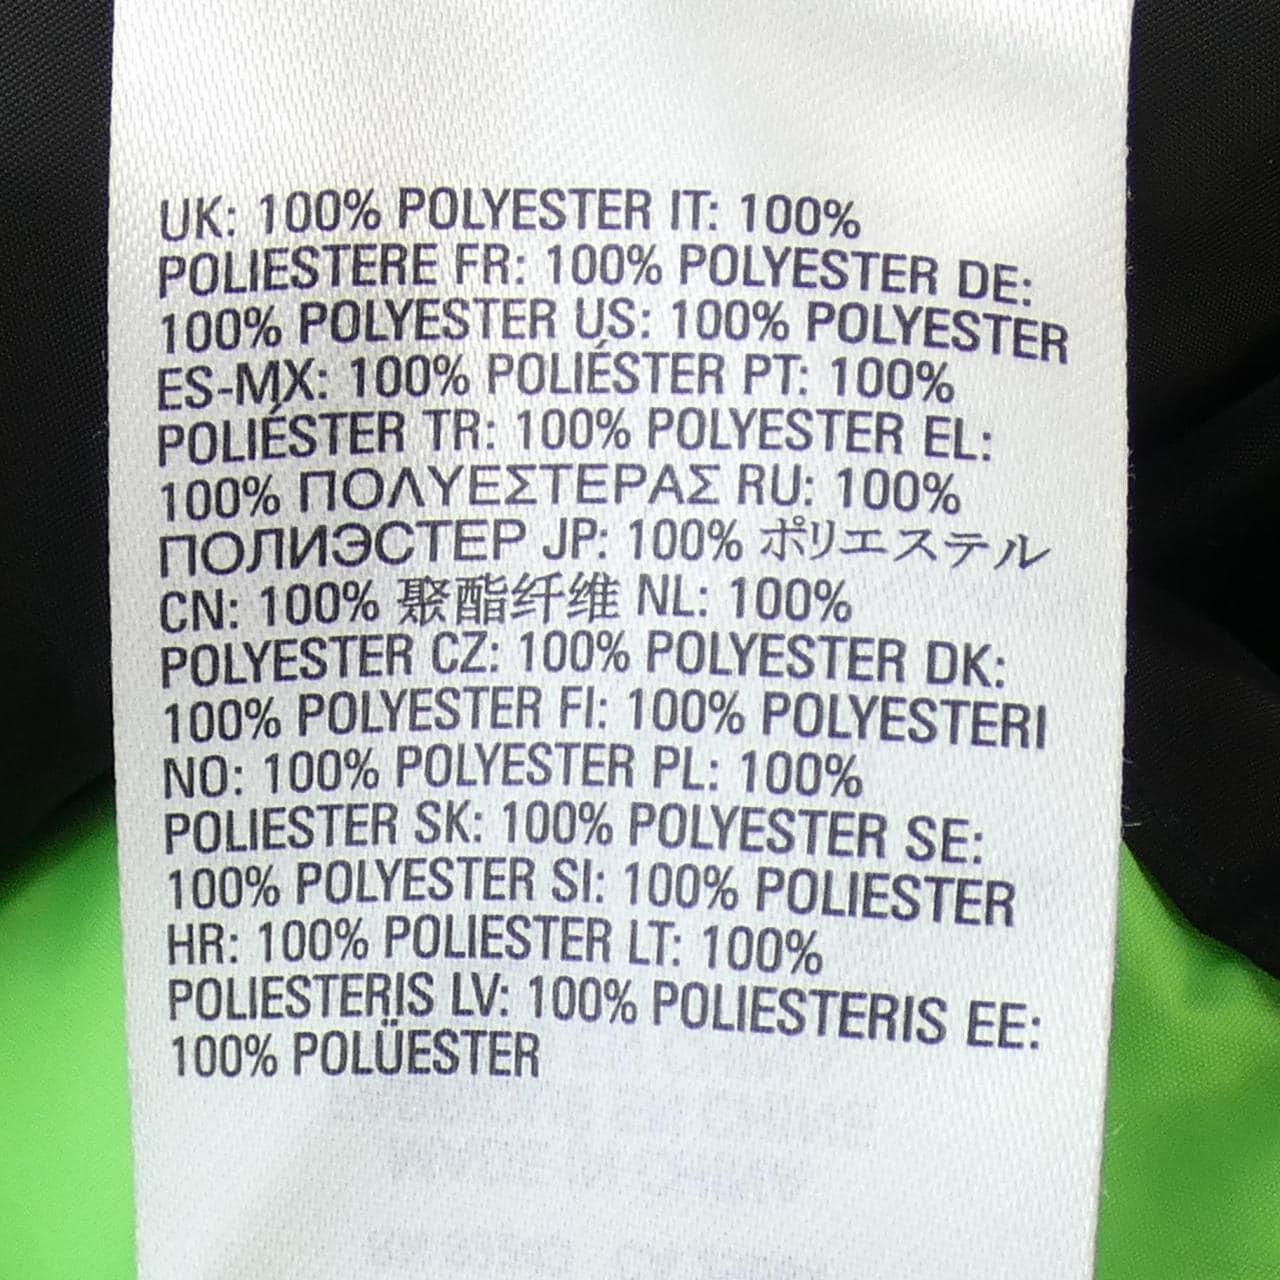 UK: 100% POLYESTER IT: 100%
POLIESTERE FR: 100% POLYESTER DE:
100% POLYESTER US: 100% POLYESTER
ES-MX: 100% POLIÉSTER PT: 100%
POLIÉSTER TR: 100% POLYESTER EL:
100% ΠΟΛΥΕΣΤΕΡΑΣ RU: 100%
ПОЛИЭСТЕР JP: 100% ポリエステル
CN: 100% 聚酯纤维 NL: 100%
POLYESTER CZ: 100% POLYESTER DK:
100% POLYESTER FI: 100% POLYESTERI
NO: 100% POLYESTER PL: 100%
POLIESTER SK: 100% POLYESTER SE:
100% POLYESTER SI: 100% POLIESTER
HR: 100% POLIESTER LT: 100%
POLIESTERIS LV: 100% POLIESTERIS EE:
100% POLÜESTER